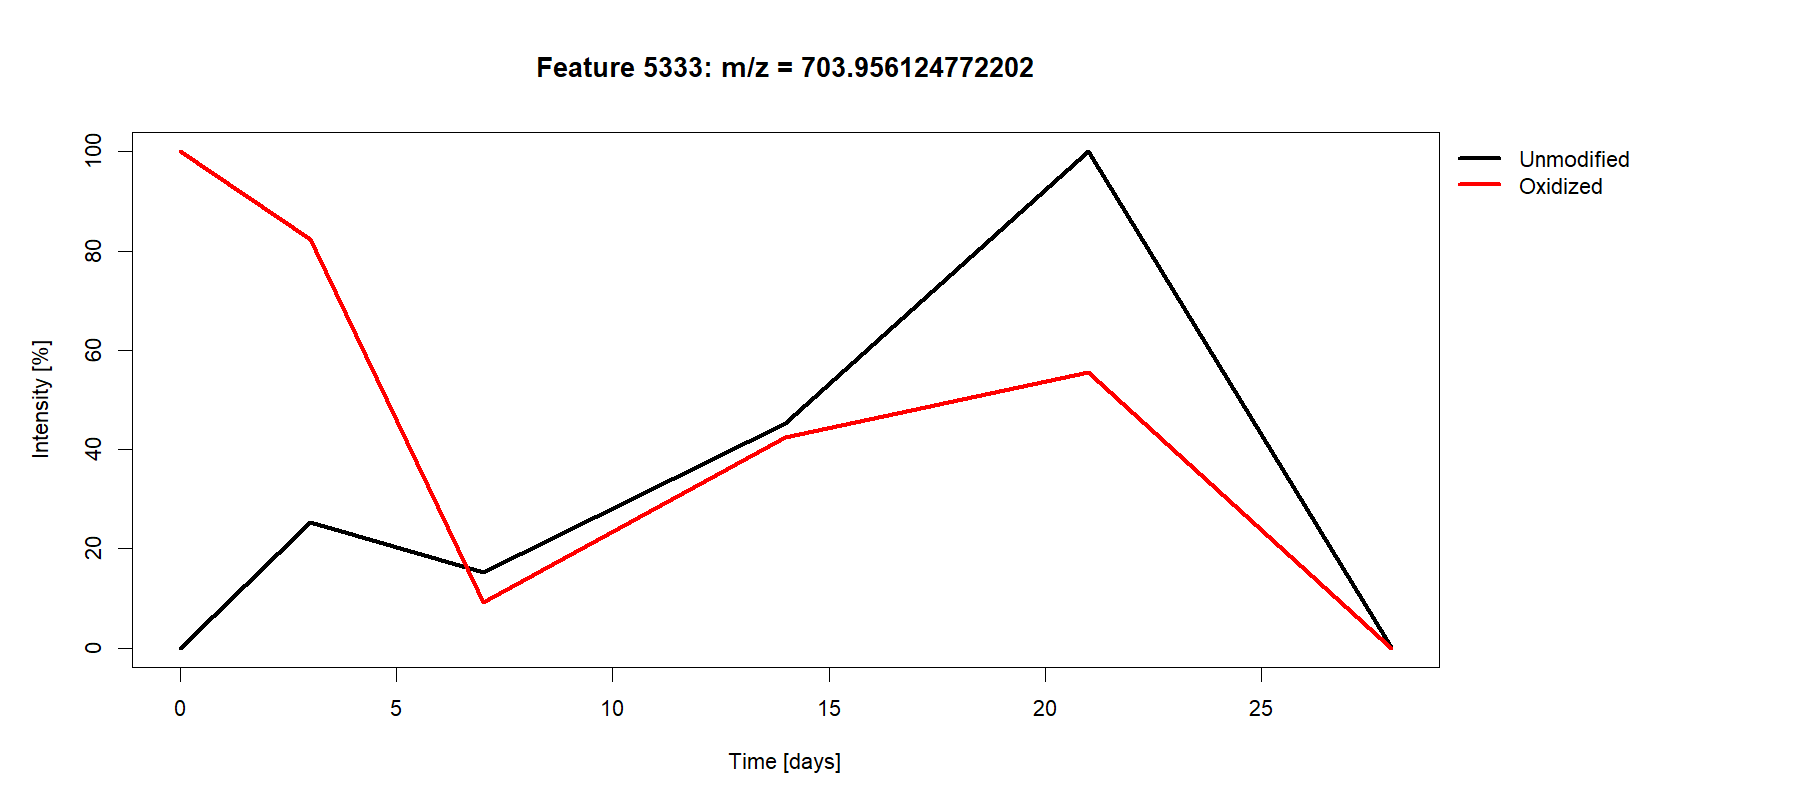 Feature 5333: m/z = 703.956124772202
Unmodified
Oxidized
Intensity [%]
100
80
60
40
20
0
0 5 10 15 20 25
Time [days]